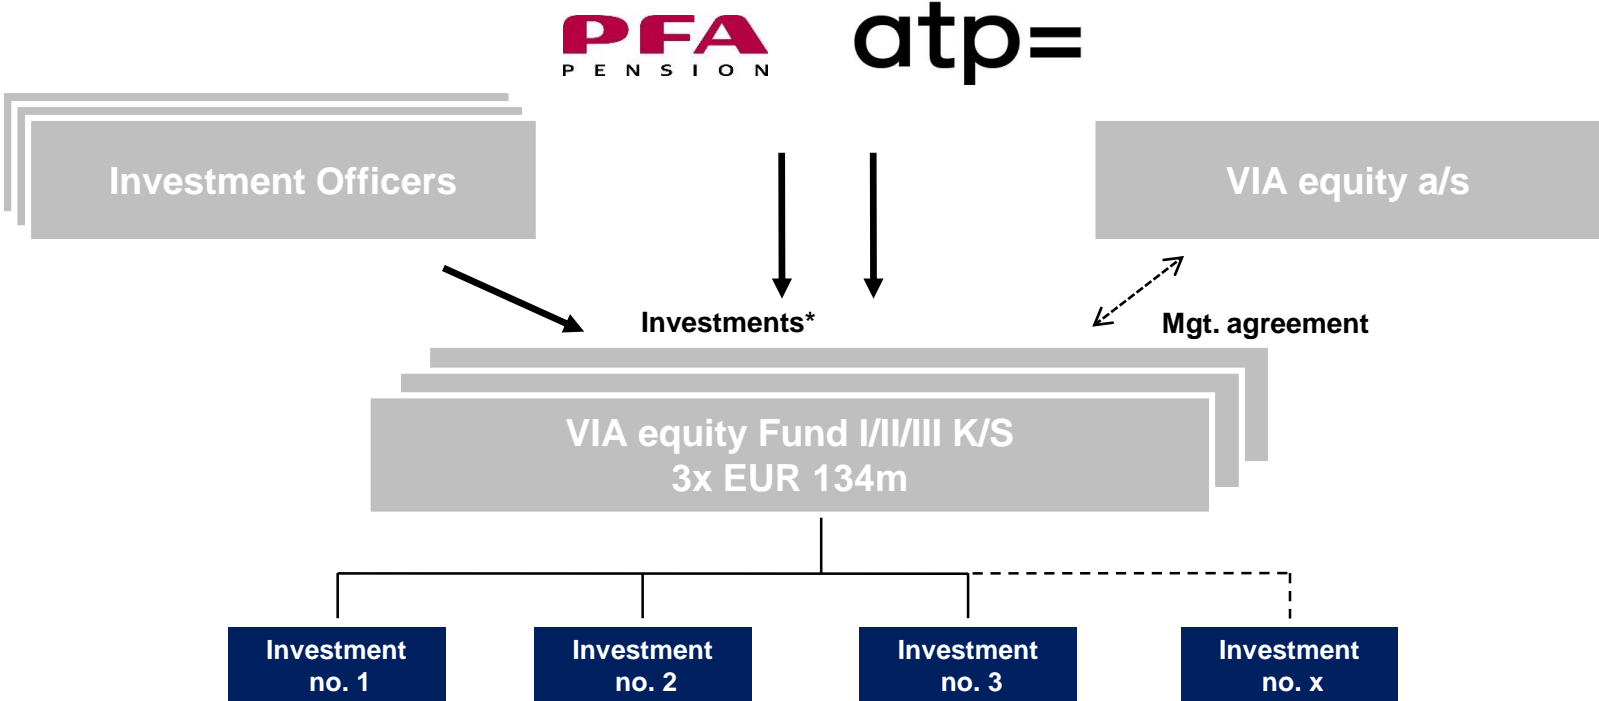 PFA
PENSION
atp=
Investment Officers
VIA equity a/s
Investments*
Mgt. agreement
VIA equity Fund I/II/III K/S
3x EUR 134m
Investment
no. 1
Investment
no. 2
Investment
no. 3
Investment
no. x